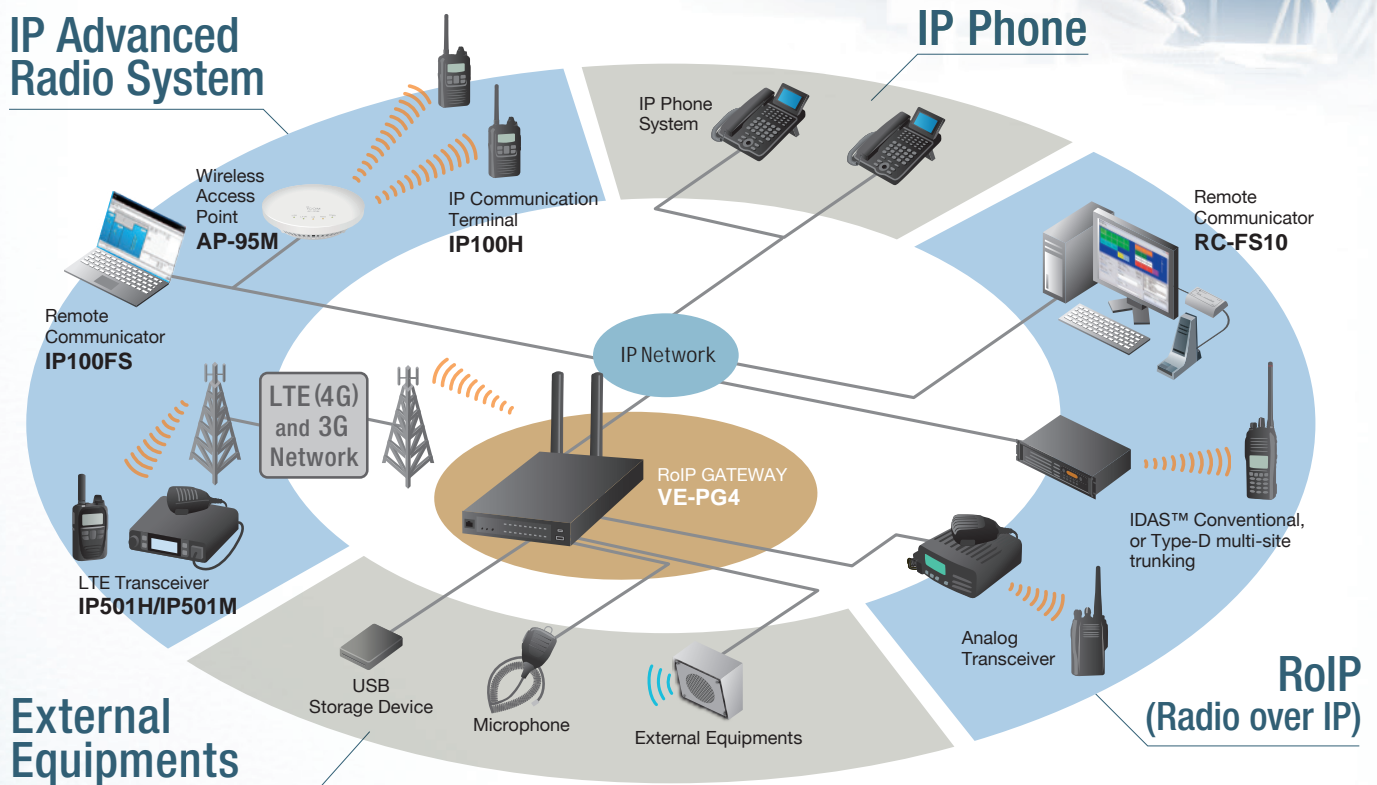 IP Advanced
Radio System
IP Phone
IP Phone
System
Wireless
Access
Point
AP-95M
IP Communication
Terminal
IP100H
Remote
Communicator
RC-FS10
Remote
Communicator
IP100FS
IP Network
LTE (4G)
and 3G
Network
RoIP GATEWAY
VE-PG4
IDAS™ Conventional,
or Type-D multi-site
trunking
LTE Transceiver
IP501H/IP501M
Analog
Transceiver
USB
Storage Device
Microphone
External Equipments
RoIP
(Radio over IP)
External
Equipments